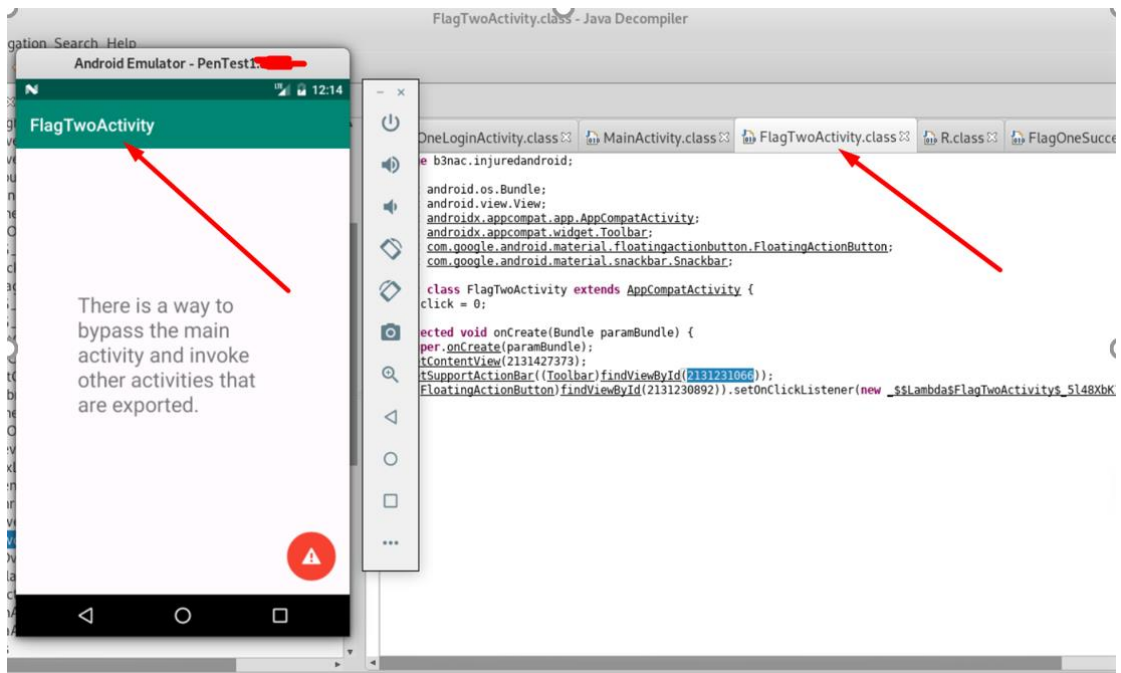 FlagTwoActivity.class - Java Decompiler
Search Help
Android Emulator - PenTest1
12:14
FlagTwoActivity
There is a way to
bypass the main
activity and invoke
other activities that
are exported.
OneLoginActivity.class MainActivity.class FlagTwoActivity.class R.class FlagOneSucce
b3nac.injuredandroid;
android.os.Bundle;
android.view.View;
androidx.appcompat.app.AppCompatActivity;
androidx.appcompat.widget.Toolbar;
com.google.android.material.floatingactionbutton.FloatingActionButton;
com.google.android.material.snackbar.Snackbar;
class FlagTwoActivity extends AppCompatActivity {
click = 0;
ected void onCreate(Bundle paramBundle) {
per.onCreate(paramBundle);
tContentView(2131427373);
tSupportActionBar((Toolbar)findViewById(2131231066));
FloatingActionButton)findViewById(2131230892)).setOnClickListener(new _$$Lambda$FlagTwoActivity$_5l48XbK